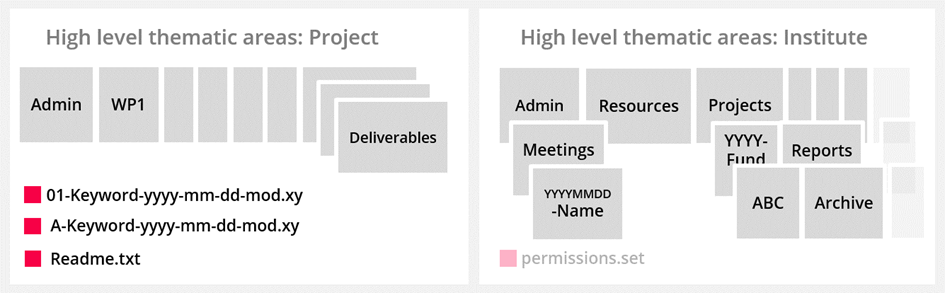 High level thematic areas: Project
Admin
WP1
Deliverables
01-Keyword-yyyy-mm-dd-mod.xy
A-Keyword-yyyy-mm-dd-mod.xy
Readme.txt
High level thematic areas: Institute
Admin
Resources
Projects
Meetings
YYYY-
Fund
Reports
YYYYMMDD
-Name
ABC
Archive
permissions.set